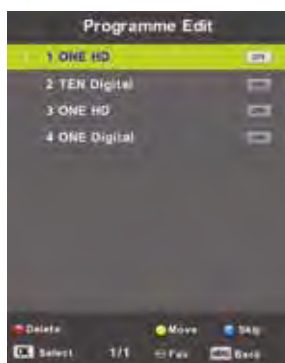 Programme Edit
1 ONE HD
2 TEN Digital
3 ONE HD
4 ONE Digital
Delete Move Skip
OK Select 1/1 Fav Back